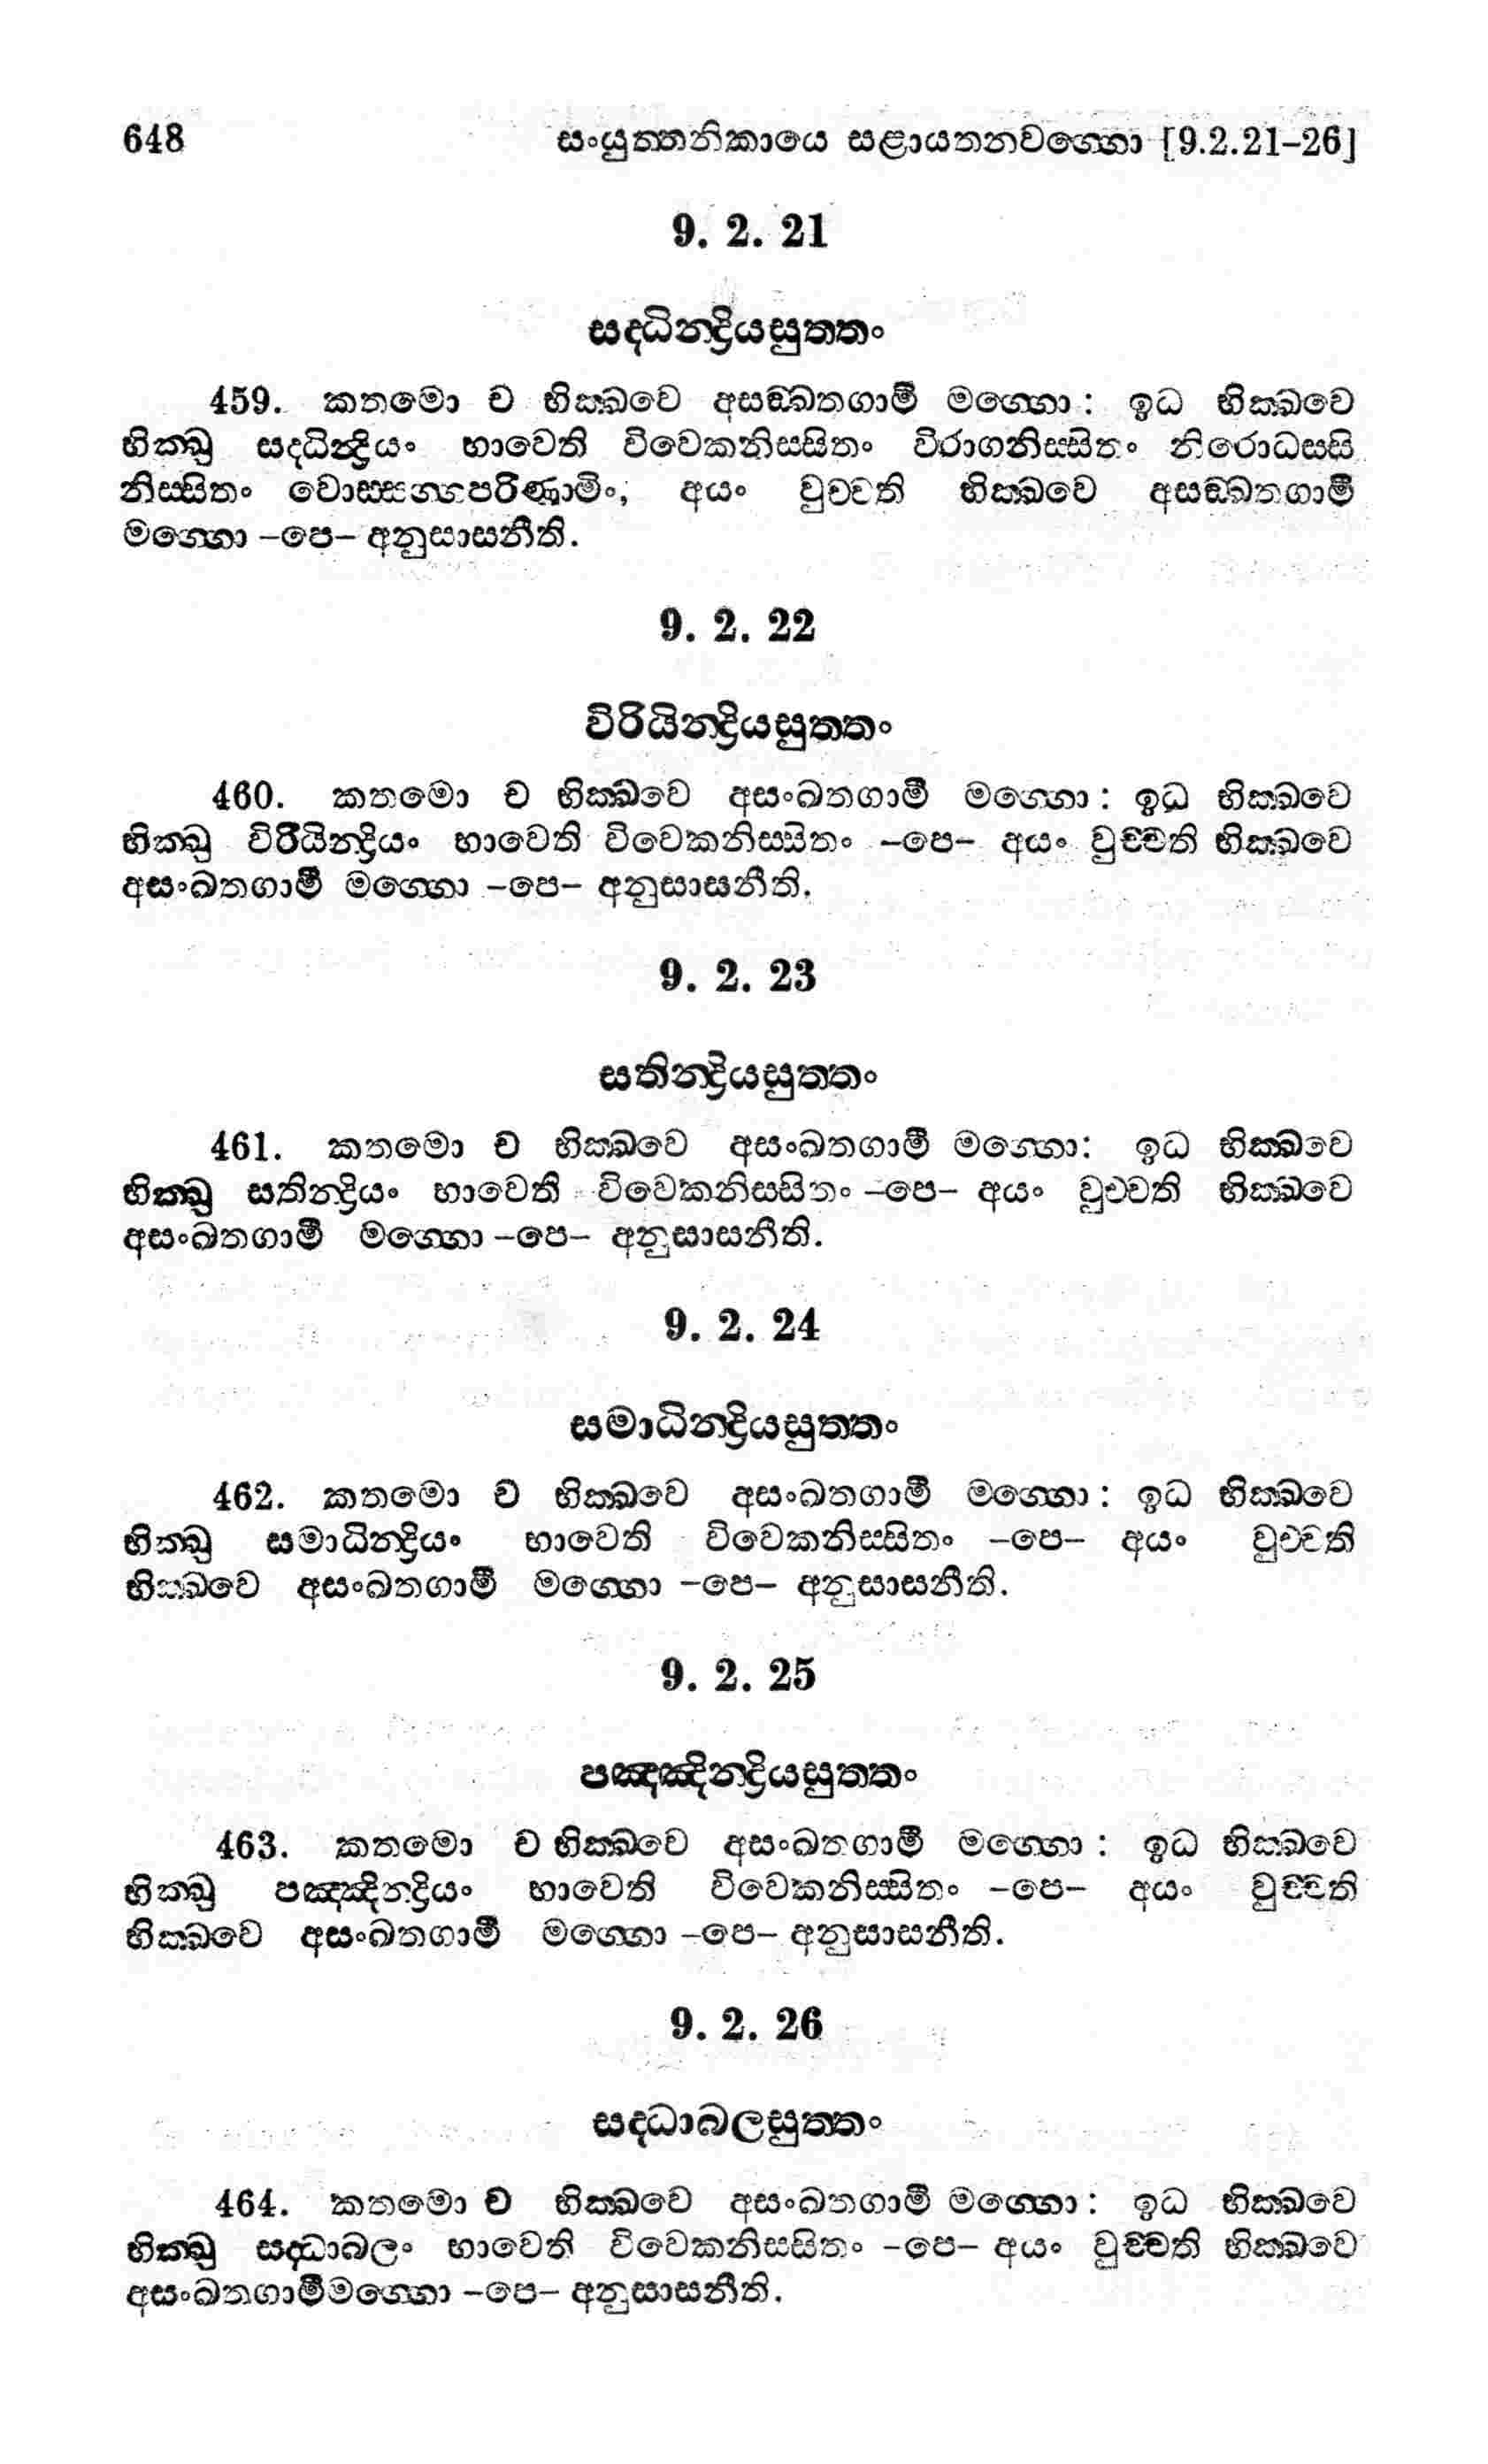 648 සංයුත්තනිකායෙ සළායතනවග්ගො [9.2.21–26]
9. 2. 21
සද්ධින්ද්‍රියසුත්තං
459. කතමො ච භික්ඛවෙ අසඞ්ඛතගාමී මග්ගො : ඉධ භික්ඛවෙ
භික්ඛු සද්ධින්ද්‍රියං භාවෙති විවෙකනිස්සිතං විරාගනිස්සිතං නිරොධස්සි
නිස්සිතං වොස්සග්ගපරිණාමිං, අයං වුච්චති භික්ඛවෙ අසඞ්ඛතගාමී
මග්ගො –පෙ– අනුසාසනීති.
9. 2. 22
විරියින්ද්‍රියසුත්තං
460. කතමො ච භික්ඛවෙ අසංඛතගාමී මග්ගො : ඉධ භික්ඛවෙ
භික්ඛු විරියින්ද්‍රියං භාවෙති විවෙකනිස්සිතං –පෙ– අයං වුච්චති භික්ඛවෙ
අසංඛතගාමී මග්ගො –පෙ– අනුසාසනීති.
9. 2. 23
සතින්ද්‍රියසුත්තං
461. කතමො ච භික්ඛවෙ අසංඛතගාමී මග්ගො: ඉධ භික්ඛවෙ
භික්ඛු සතින්ද්‍රියං භාවෙති විවෙකනිස්සිතං –පෙ– අයං වුච්චති භික්ඛවෙ
අසංඛතගාමී මග්ගො –පෙ– අනුසාසනීති.
9. 2. 24
සමාධින්ද්‍රියසුත්තං
462. කතමො ච භික්ඛවෙ අසංඛතගාමී මග්ගො : ඉධ භික්ඛවෙ
භික්ඛු සමාධින්ද්‍රියං භාවෙති විවෙකනිස්සිතං –පෙ– අයං වුච්චති
භික්ඛවෙ අසංඛතගාමී මග්ගො –පෙ– අනුසාසනීති.
9. 2. 25
පඤ්ඤින්ද්‍රියසුත්තං
463. කතමො ච භික්ඛවෙ අසංඛතගාමී මග්ගො : ඉධ භික්ඛවෙ
භික්ඛු පඤ්ඤින්ද්‍රියං භාවෙති විවෙකනිස්සිතං –පෙ– අයං වුච්චති
භික්ඛවෙ අසංඛතගාමී මග්ගො –පෙ– අනුසාසනීති.
9. 2. 26
සද්ධාබලසුත්තං
464. කතමො ච භික්ඛවෙ අසංඛතගාමී මග්ගො : ඉධ භික්ඛවෙ
භික්ඛු සද්ධාබලං භාවෙති විවෙකනිස්සිතං –පෙ– අයං වුච්චති භික්ඛවෙ
අසංඛතගාමීමග්ගො –පෙ– අනුසාසනීති.